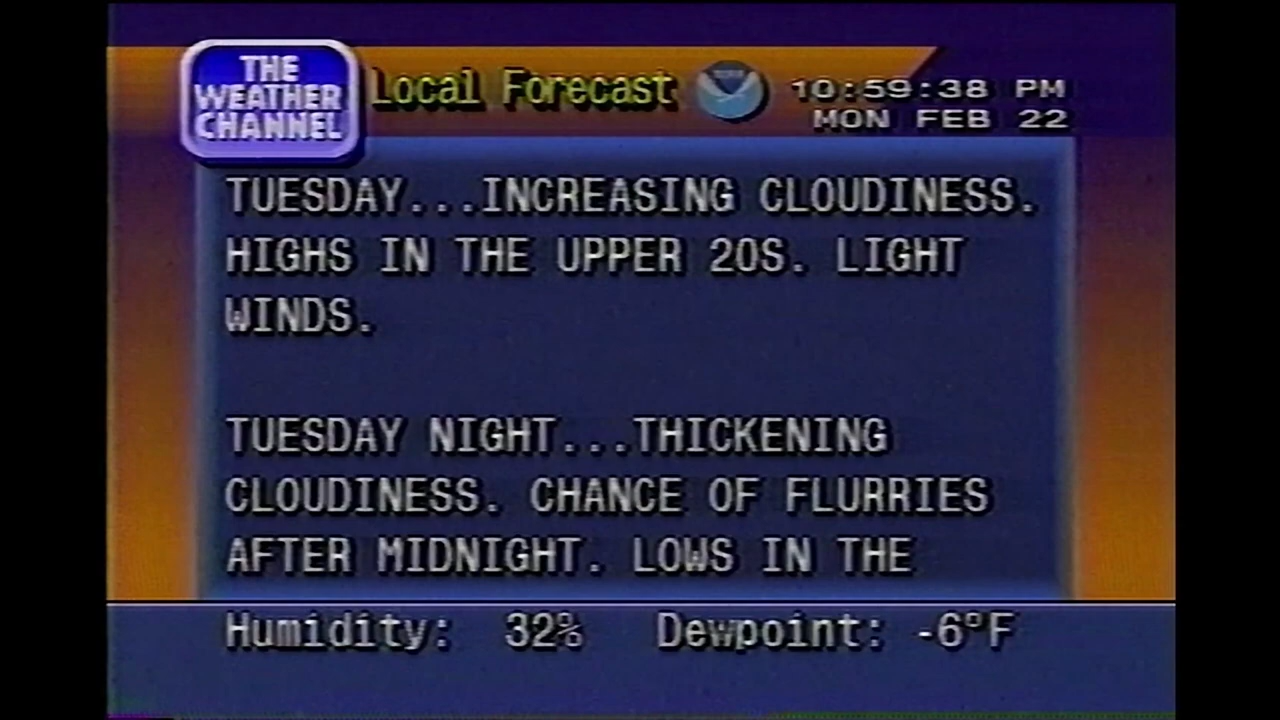 THE
WEATHER
CHANNEL
Local Forecast
10:59:38 PM
MON FEB 22
TUESDAY...INCREASING CLOUDINESS.
HIGHS IN THE UPPER 20S. LIGHT
WINDS.
TUESDAY NIGHT...THICKENING
CLOUDINESS. CHANCE OF FLURRIES
AFTER MIDNIGHT. LOWS IN THE
Humidity: 32% Dewpoint: -6°F